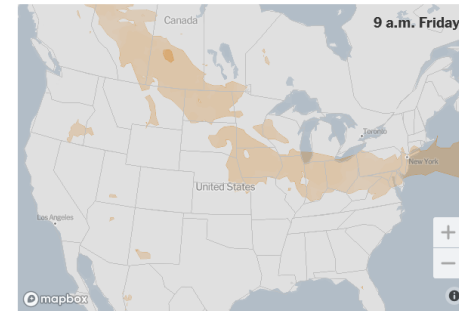 Canada
9 a.m. Friday
Toronto
New York
United States
Los Angeles
+
−
mapbox
i